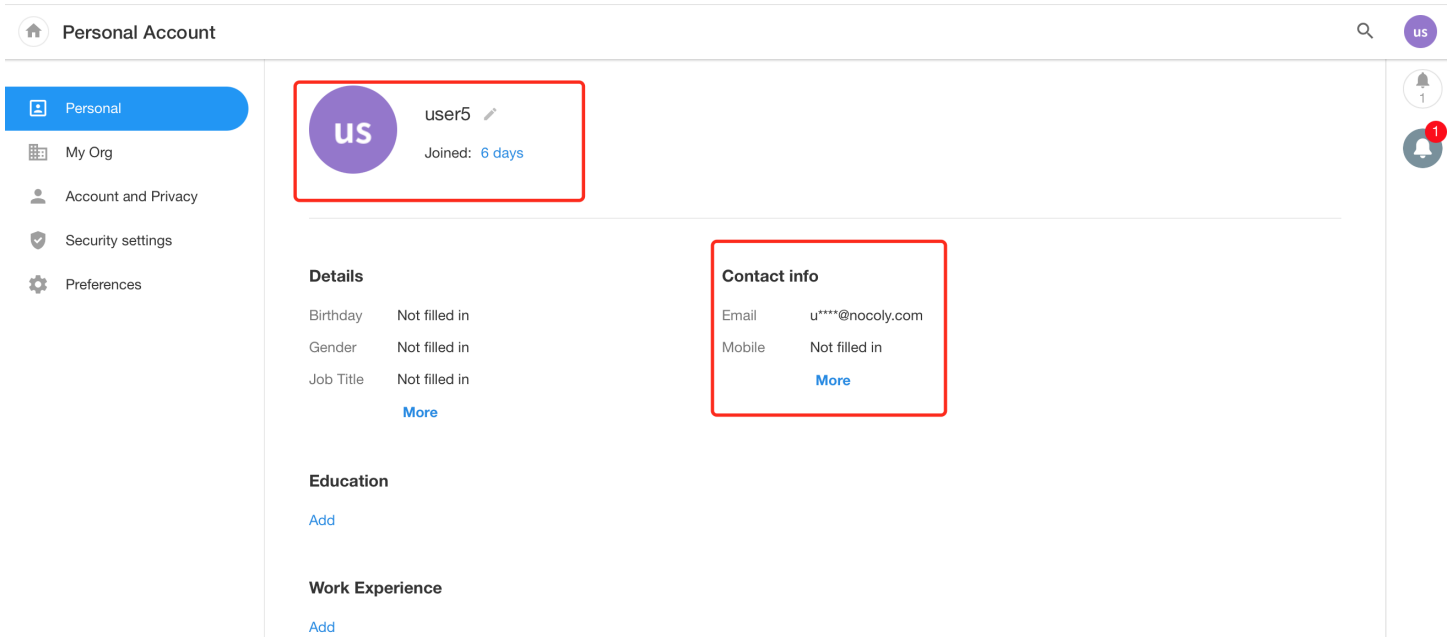 Personal Account
us
Personal
My Org
Account and Privacy
Security settings
Preferences
us
user5
Joined: 6 days
1
1
Details
Birthday Not filled in
Gender Not filled in
Job Title Not filled in
More
Contact info
Email u****@nocoly.com
Mobile Not filled in
More
Education
Add
Work Experience
Add